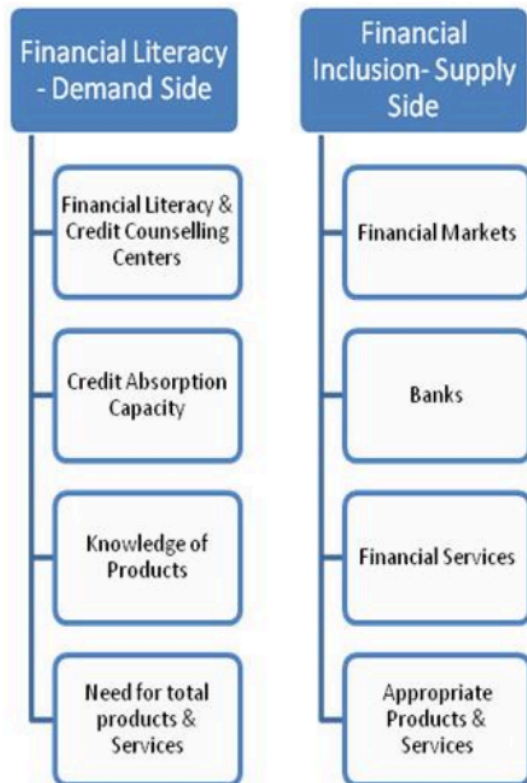 Financial Literacy
- Demand Side
Financial Literacy &
Credit Counselling
Centers
Credit Absorption
Capacity
Knowledge of
Products
Need for total
products &
Services
Financial
Inclusion- Supply
Side
Financial Markets
Banks
Financial Services
Appropriate
Products &
Services